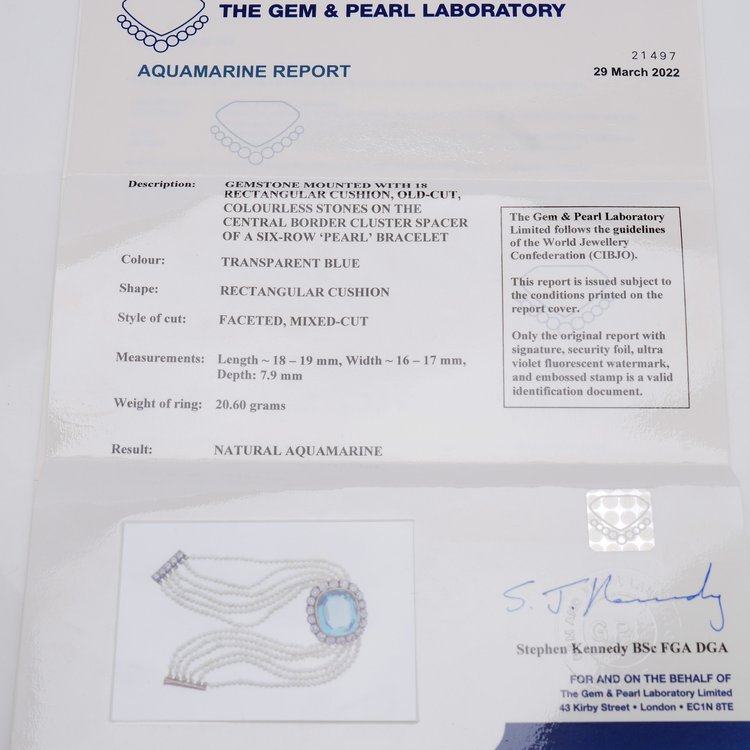 THE GEM & PEARL LABORATORY
AQUAMARINE REPORT
21497
29 March 2022
Description: GEMSTONE MOUNTED WITH 18
RECTANGULAR CUSHION, OLD-CUT,
COLOURLESS STONES ON THE
CENTRAL BORDER CLUSTER SPACER
OF A SIX-ROW ‘PEARL’ BRACELET
Colour: TRANSPARENT BLUE
Shape: RECTANGULAR CUSHION
Style of cut: FACETED, MIXED-CUT
Measurements: Length ~ 18 – 19 mm, Width ~ 16 – 17 mm,
Depth: 7.9 mm
Weight of ring: 20.60 grams
Result: NATURAL AQUAMARINE
The Gem & Pearl Laboratory
Limited follows the guidelines
of the World Jewellery
Confederation (CIBJO).
This report is issued subject to
the conditions printed on the
report cover.
Only the original report with
signature, security foil, ultra
violet fluorescent watermark,
and embossed stamp is a valid
identification document.
S. J. Kennedy
Stephen Kennedy BSc FGA DGA
FOR AND ON THE BEHALF OF
The Gem & Pearl Laboratory Limited
43 Kirby Street • London • EC1N 8TE